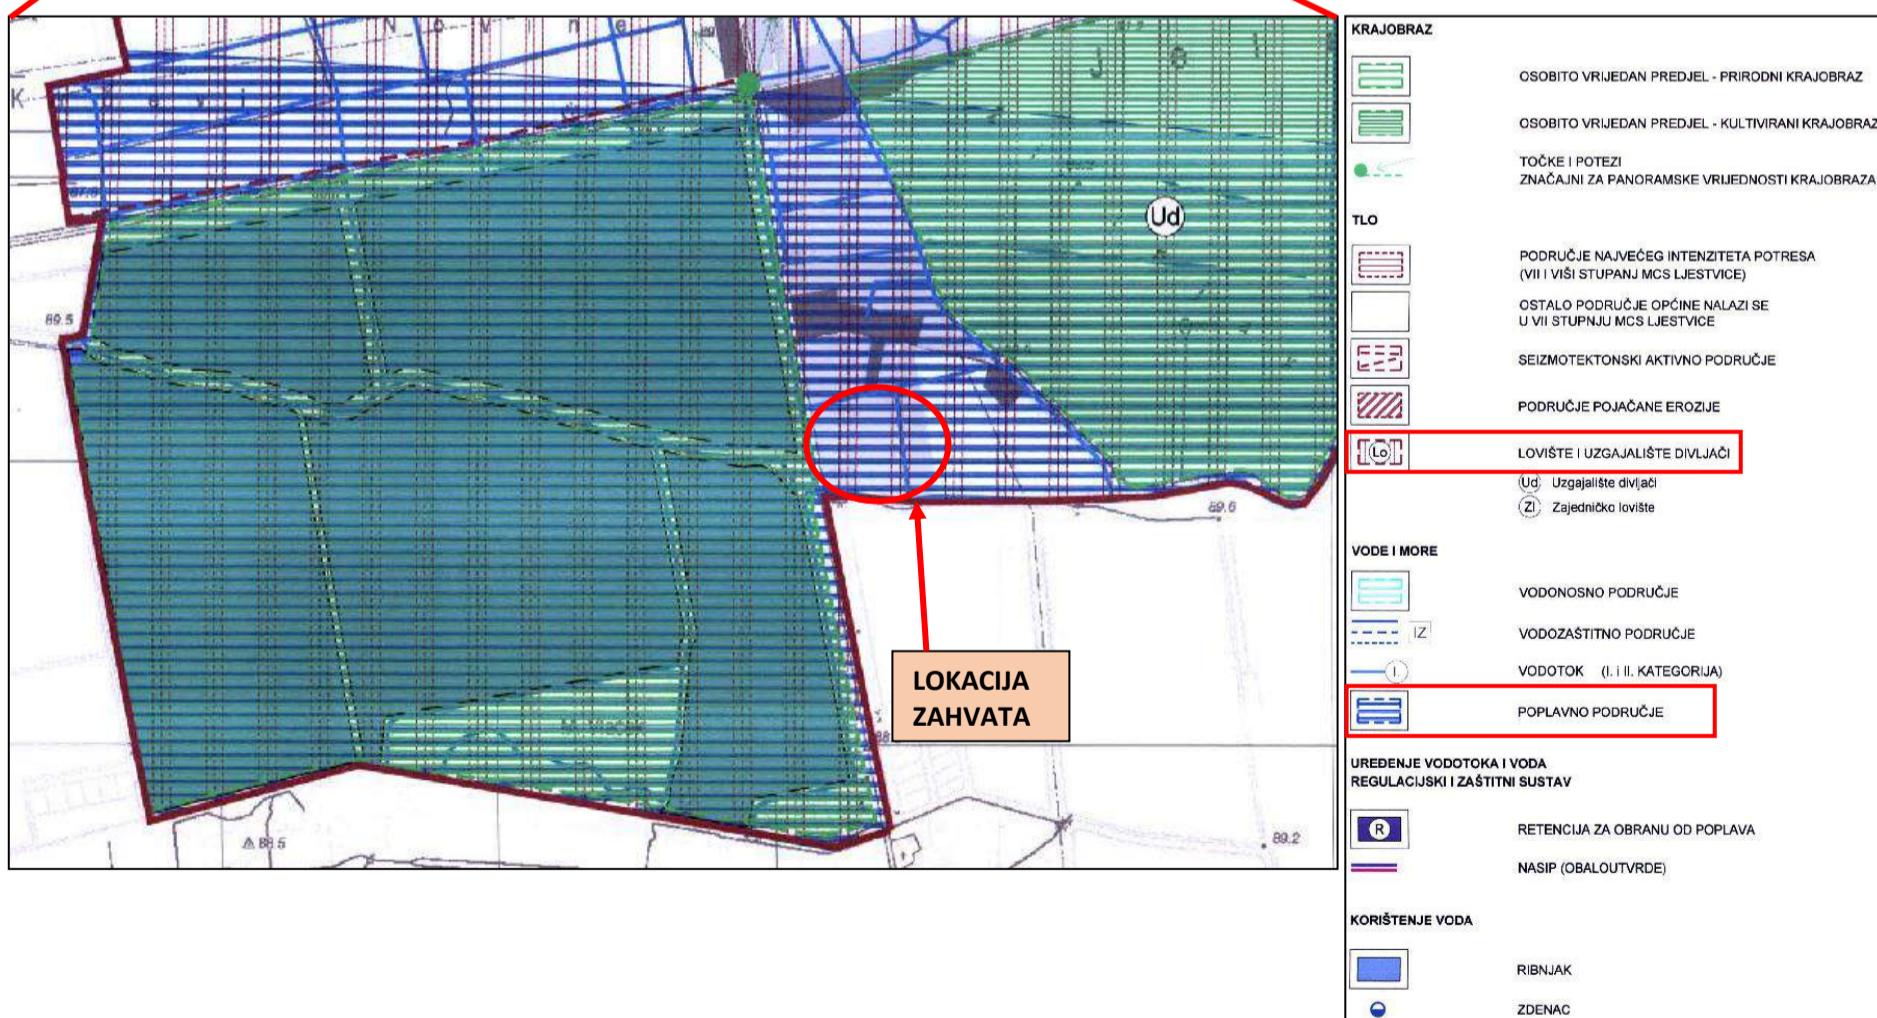 N o v i n e
K
J e l
87.8
Ud
89.5
89.6
LOKACIJA
ZAHVATA
88.5
89.2
KRAJOBRAZ
OSOBITO VRIJEDAN PREDJEL - PRIRODNI KRAJOBRAZ
OSOBITO VRIJEDAN PREDJEL - KULTIVIRANI KRAJOBRAZ
TOČKE I POTEZI
ZNAČAJNI ZA PANORAMSKE VRIJEDNOSTI KRAJOBRAZA
TLO
PODRUČJE NAJVEĆEG INTENZITETA POTRESA
(VII I VIŠI STUPANJ MCS LJESTVICE)
OSTALO PODRUČJE OPĆINE NALAZI SE
U VII STUPNJU MCS LJESTVICE
SEIZMOTEKTONSKI AKTIVNO PODRUČJE
PODRUČJE POJAČANE EROZIJE
Lo LOVIŠTE I UZGAJALIŠTE DIVLJAČI
Ud Uzgajalište divljači
Zl Zajedničko lovište
VODE I MORE
VODONOSNO PODRUČJE
IZ VODOZAŠTITNO PODRUČJE
I. VODOTOK (I. i II. KATEGORIJA)
POPLAVNO PODRUČJE
UREĐENJE VODOTOKA I VODA
REGULACIJSKI I ZAŠTITNI SUSTAV
R RETENCIJA ZA OBRANU OD POPLAVA
NASIP (OBALOUTVRDE)
KORIŠTENJE VODA
RIBNJAK
ZDENAC